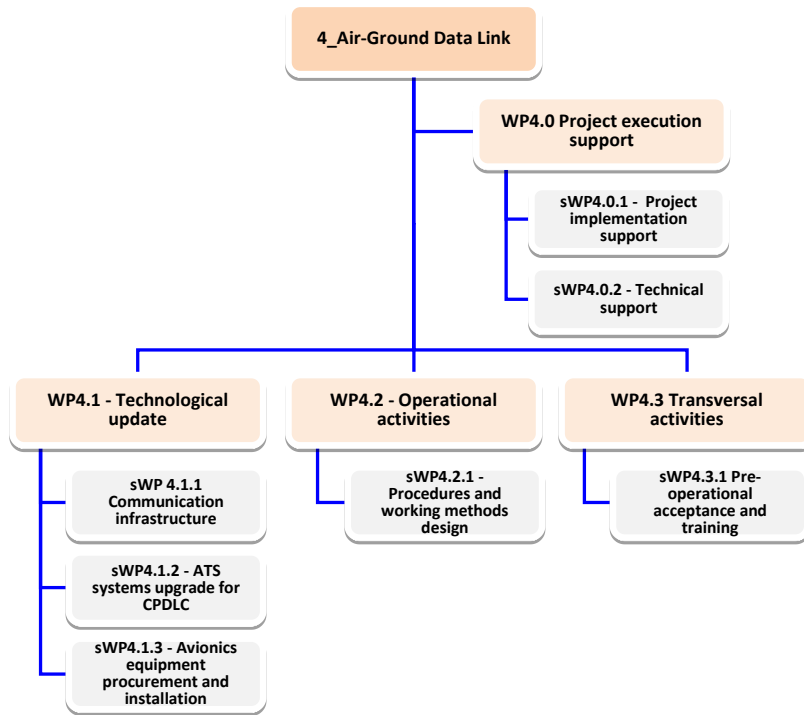 4_Air-Ground Data Link
WP4.0 Project execution
support
sWP4.0.1 - Project
implementation
support
sWP4.0.2 - Technical
support
WP4.1 - Technological
update
sWP 4.1.1
Communication
infrastructure
sWP4.1.2 - ATS
systems upgrade for
CPDLC
sWP4.1.3 - Avionics
equipment
procurement and
installation
WP4.2 - Operational
activities
sWP4.2.1 -
Procedures and
working methods
design
WP4.3 Transversal
activities
sWP4.3.1 Pre-
operational
acceptance and
training